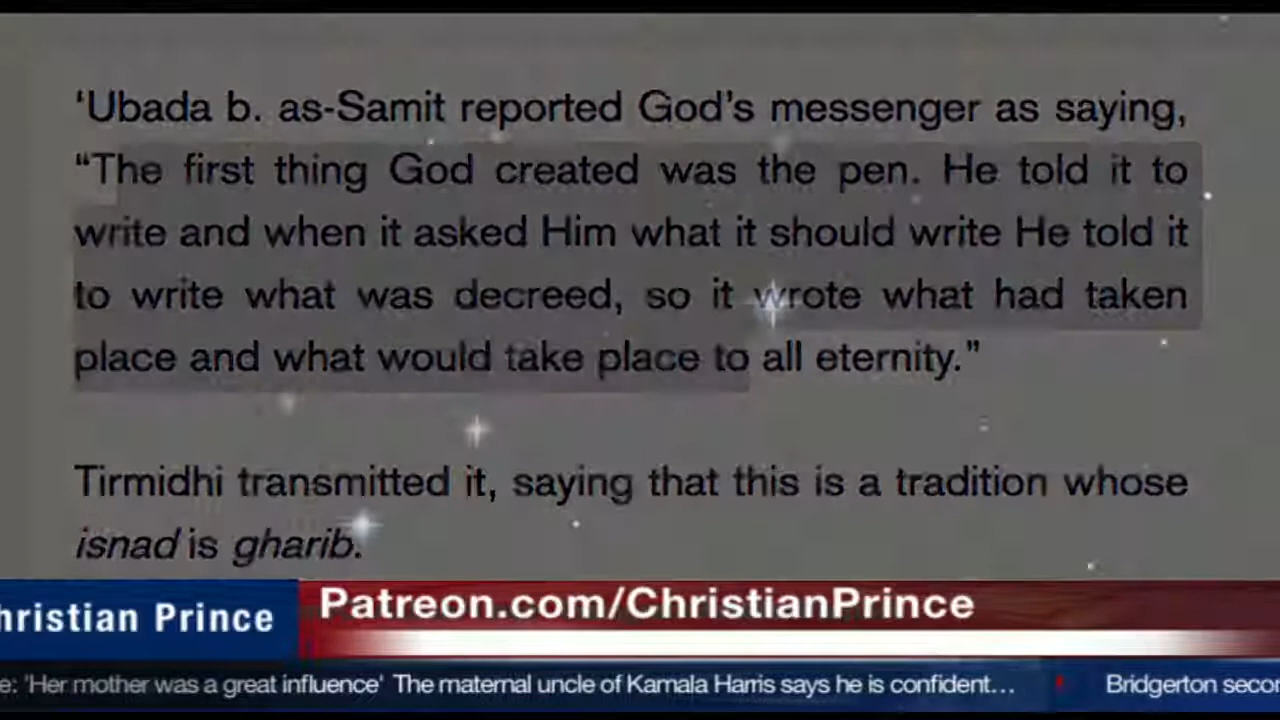 ‘Ubada b. as-Samit reported God’s messenger as saying,
“The first thing God created was the pen. He told it to
write and when it asked Him what it should write He told it
to write what was decreed, so it wrote what had taken
place and what would take place to all eternity.”
Tirmidhi transmitted it, saying that this is a tradition whose
isnad is gharib.
hristian Prince
Patreon.com/ChristianPrince
e: 'Her mother was a great influence' The maternal uncle of Kamala Harris says he is confident...
Bridgerton secon